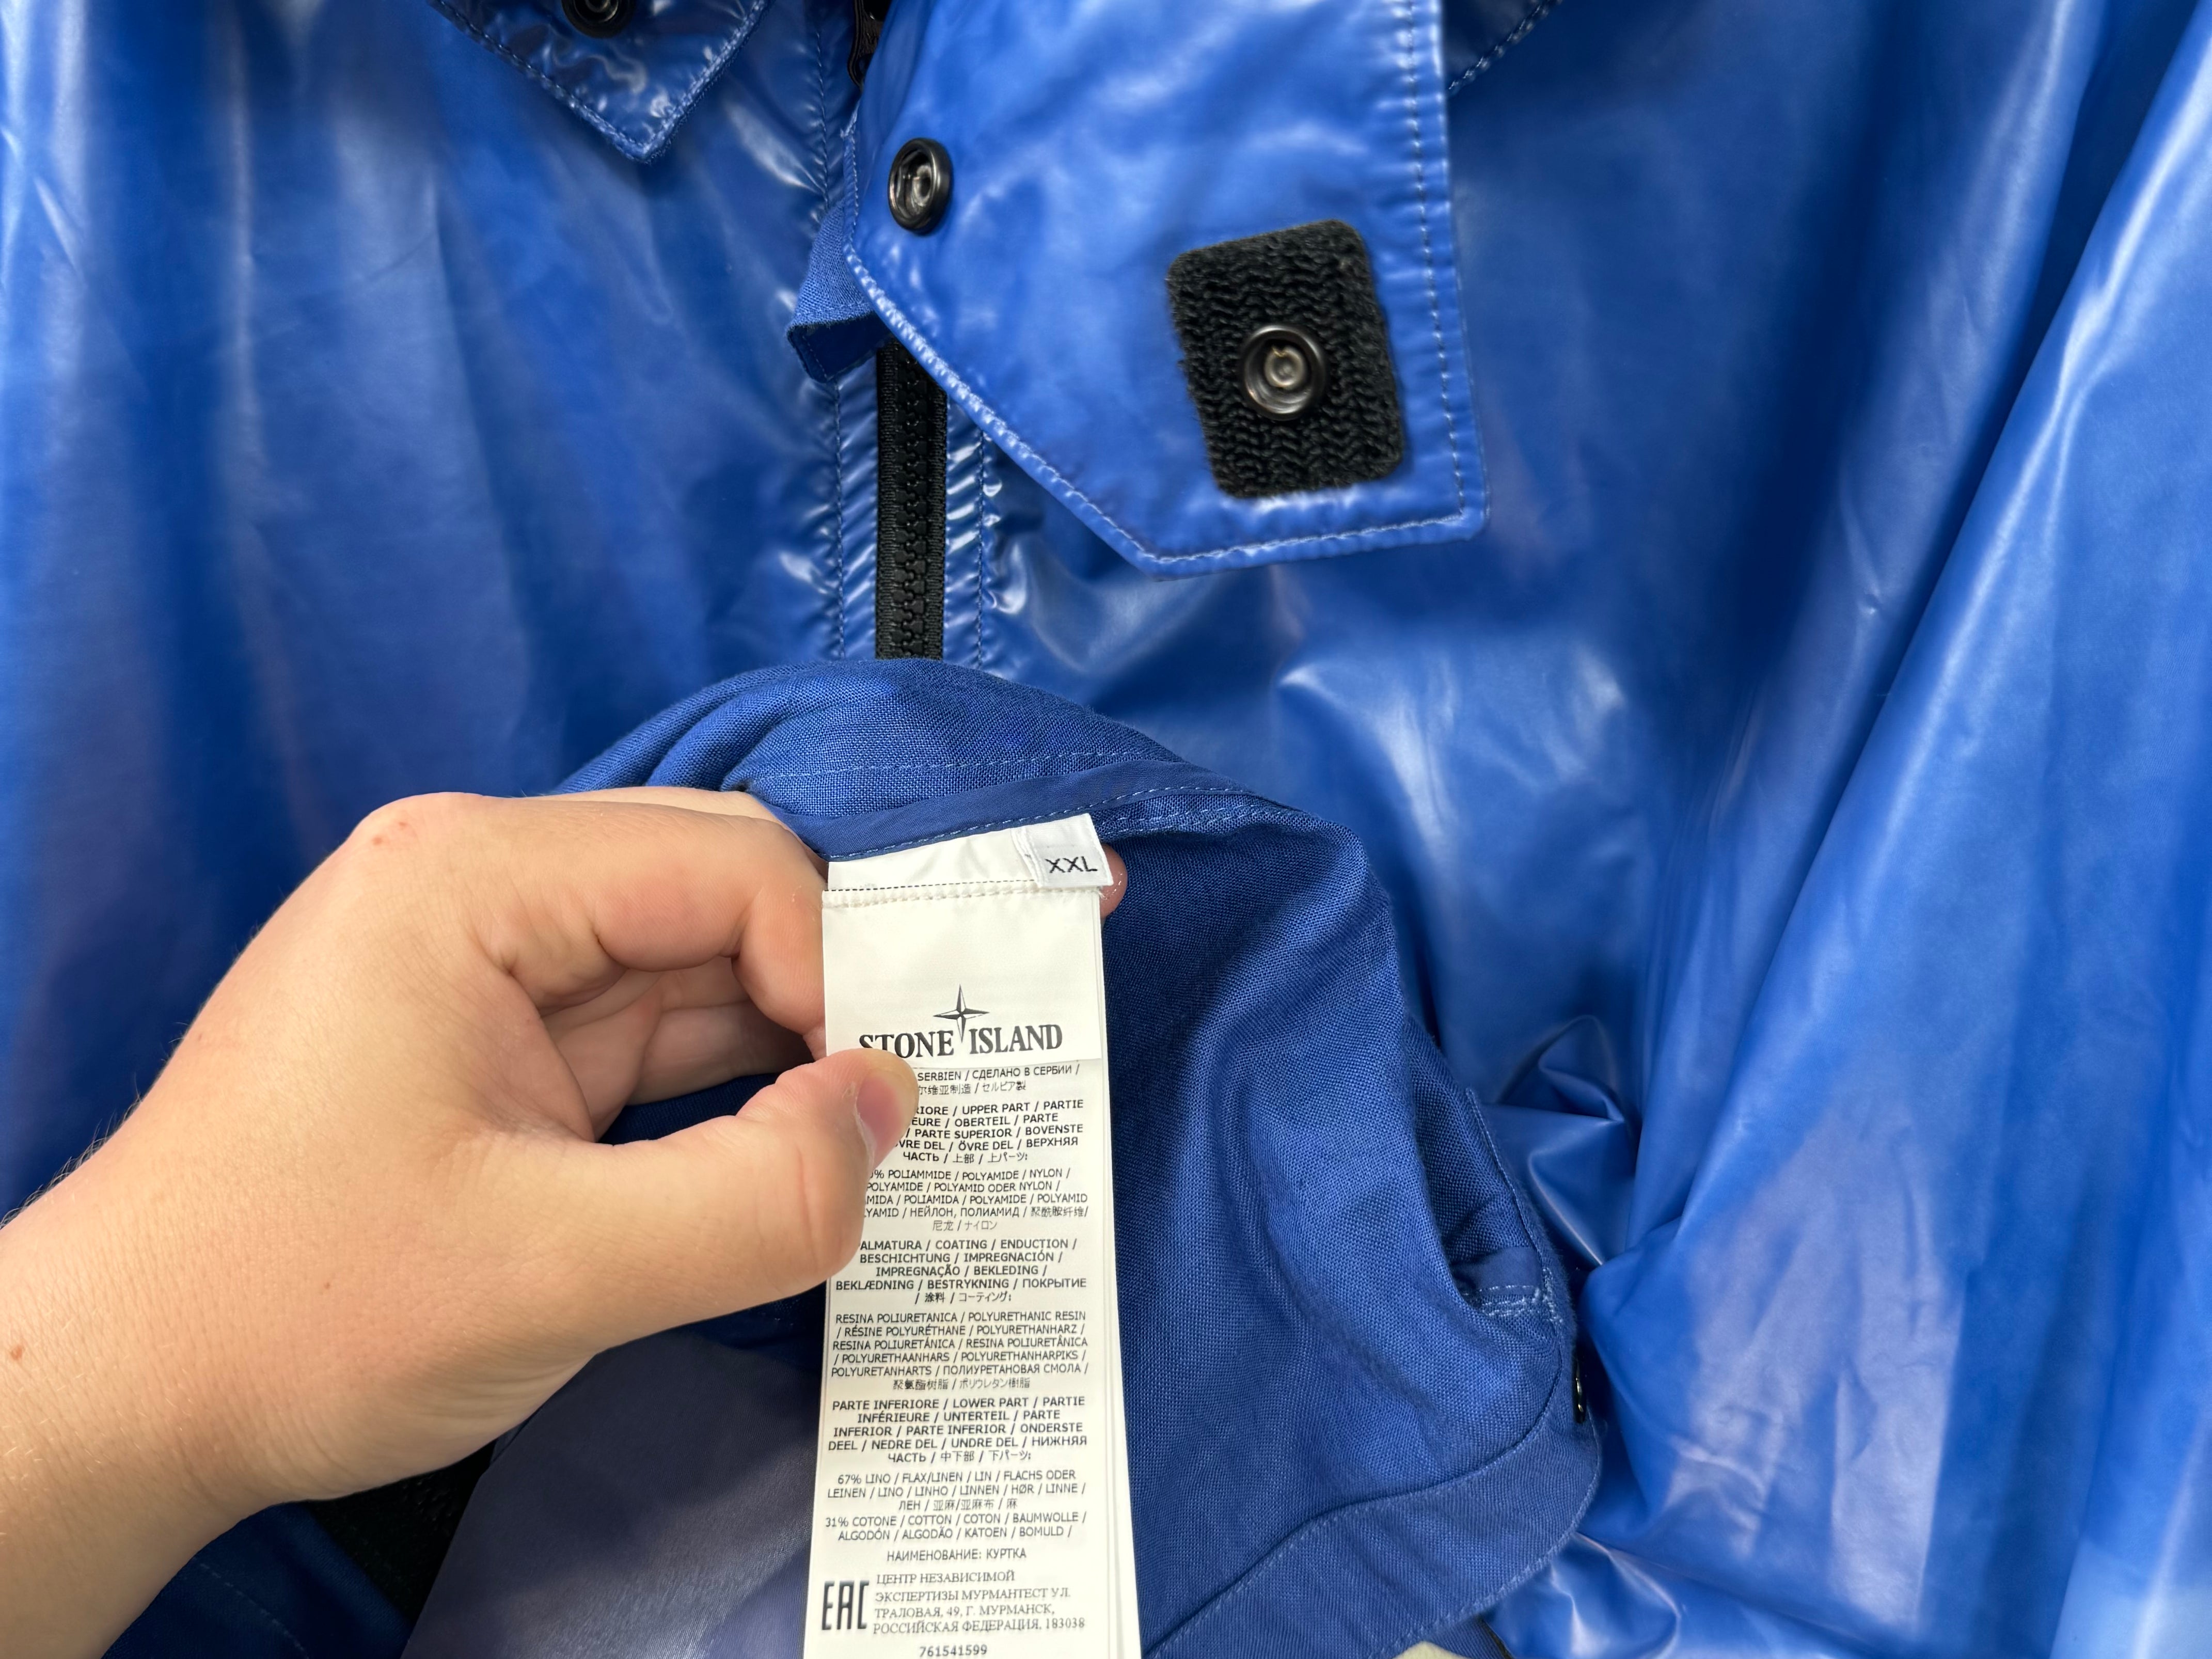 XXL
STONE ISLAND
SERBIEN / СДЕЛАНО В СЕРБИИ /
尔维亚制造 / セルビア製
/ UPPER PART / PARTIE
/ OBERTEIL / PARTE
/ PARTE SUPERIOR / BOVENSTE
DEL / ÖVRE DEL / ВЕРХНЯЯ
ЧАСТЬ / 上部 / 上パーツ:
POLIAMMIDE / POLYAMIDE / NYLON /
POLYAMIDE / POLYAMID ODER NYLON /
/ POLIAMIDA / POLYAMIDE / POLYAMID
/ НЕЙЛОН, ПОЛИАМИД / 聚酰胺纤维/
尼龙 / ナイロン
/ COATING / ENDUCTION /
BESCHICHTUNG / IMPREGNACIÓN /
IMPREGNAÇÃO / BEKLEDING /
BEKLÆDNING / BESTRYKNING / ПОКРЫТИЕ
/ 涂料 / コーティング:
RESINA POLIURETANICA / POLYURETHANIC RESIN
/ RÉSINE POLYURÉTHANE / POLYURETHANHARZ /
RESINA POLIURETÂNICA / RESINA POLIURETÂNICA
/ POLYURETHAANHARS / POLYURETHANHARPIKS /
POLYURETANHARTS / ПОЛИУРЕТАНОВАЯ СМОЛА /
聚氨酯树脂 / ポリウレタン樹脂
PARTE INFERIORE / LOWER PART / PARTIE
INFÉRIEURE / UNTERTEIL / PARTE
INFERIOR / PARTE INFERIOR / ONDERSTE
DEEL / NEDRE DEL / UNDRE DEL / НИЖНЯЯ
ЧАСТЬ / 中下部 / 下パーツ:
67% LINO / FLAX/LINEN / LIN / FLACHS ODER
LEINEN / LINO / LINHO / LINNEN / HØR / LINNE /
ЛЕН / 亚麻/亚麻布 / 麻
31% COTONE / COTTON / COTON / BAUMWOLLE /
ALGODÓN / ALGODÃO / KATOEN / BOMULD /
НАИМЕНОВАНИЕ: КУРТКА
EAC ЦЕНТР НЕЗАВИСИМОЙ
ЭКСПЕРТИЗЫ МУРМАНТЕСТ УЛ.
ТРАЛОВАЯ, 49, Г. МУРМАНСК,
РОССИЙСКАЯ ФЕДЕРАЦИЯ, 183038
761541599